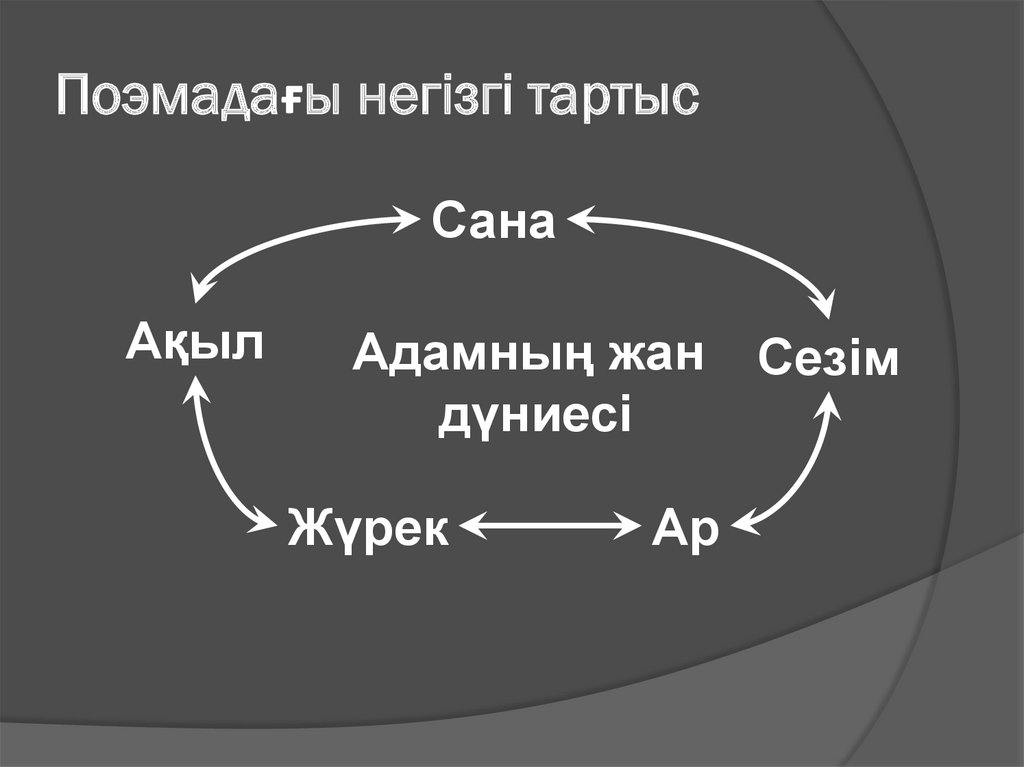 Поэмадағы негізгі тартыс
Сана
Ақыл
Адамның жан
дүниесі
Сезім
Жүрек
Ар